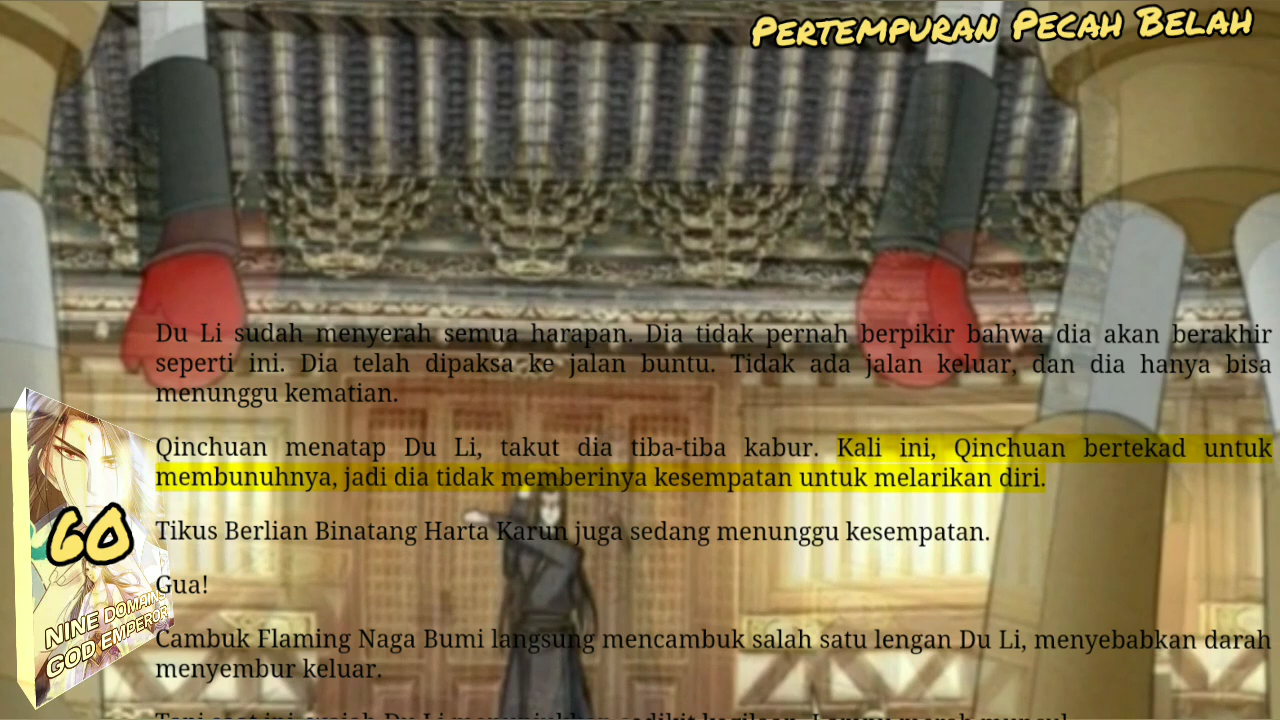 Pertempuran Pecah Belah
Du Li sudah menyerah semua harapan. Dia tidak pernah berpikir bahwa dia akan berakhir
seperti ini. Dia telah dipaksa ke jalan buntu. Tidak ada jalan keluar, dan dia hanya bisa
menunggu kematian.
Qinchuan menatap Du Li, takut dia tiba-tiba kabur. Kali ini, Qinchuan bertekad untuk
membunuhnya, jadi dia tidak memberinya kesempatan untuk melarikan diri.
Tikus Berlian Binatang Harta Karun juga sedang menunggu kesempatan.
Gua!
Cambuk Flaming Naga Bumi langsung mencambuk salah satu lengan Du Li, menyebabkan darah
menyembur keluar.
60
NINE DOMAINS
GOD EMPEROR